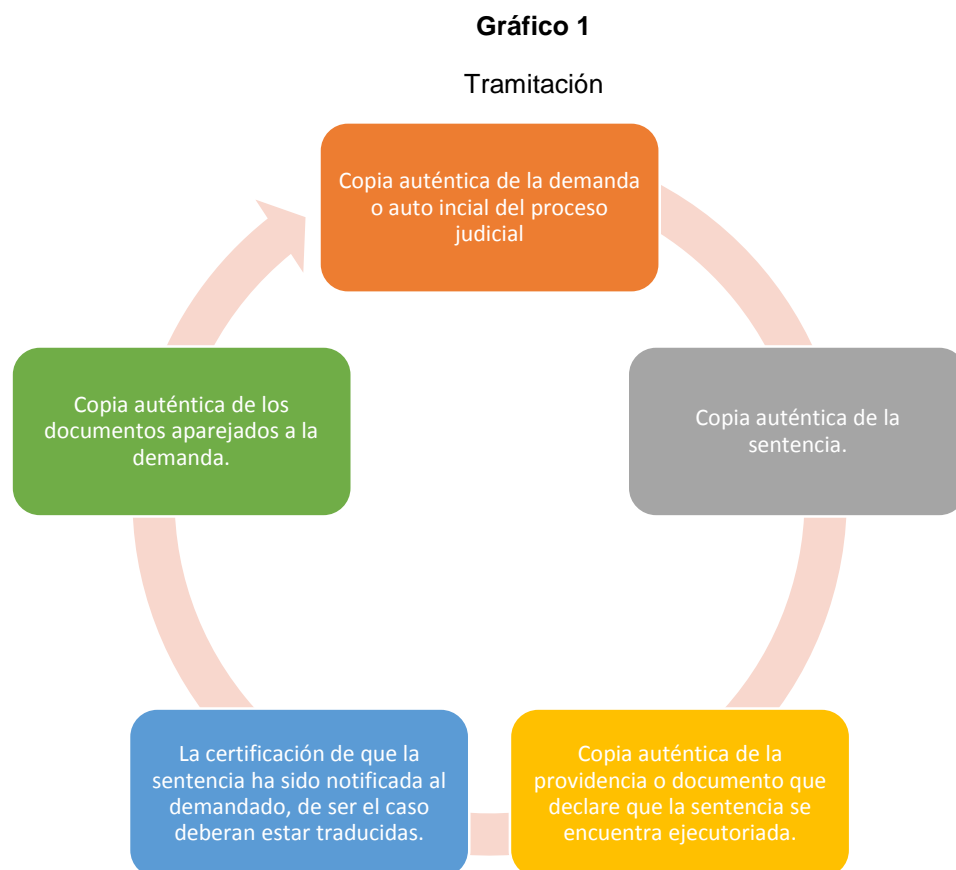 Gráfico 1
Tramitación
Copia auténtica de la demanda
o auto incial del proceso
judicial
Copia auténtica de la
sentencia.
Copia auténtica de la
providencia o documento que
declare que la sentencia se
encuentra ejecutoriada.
La certificación de que la
sentencia ha sido notificada al
demandado, de ser el caso
deberan estar traducidas.
Copia auténtica de los
documentos aparejados a la
demanda.